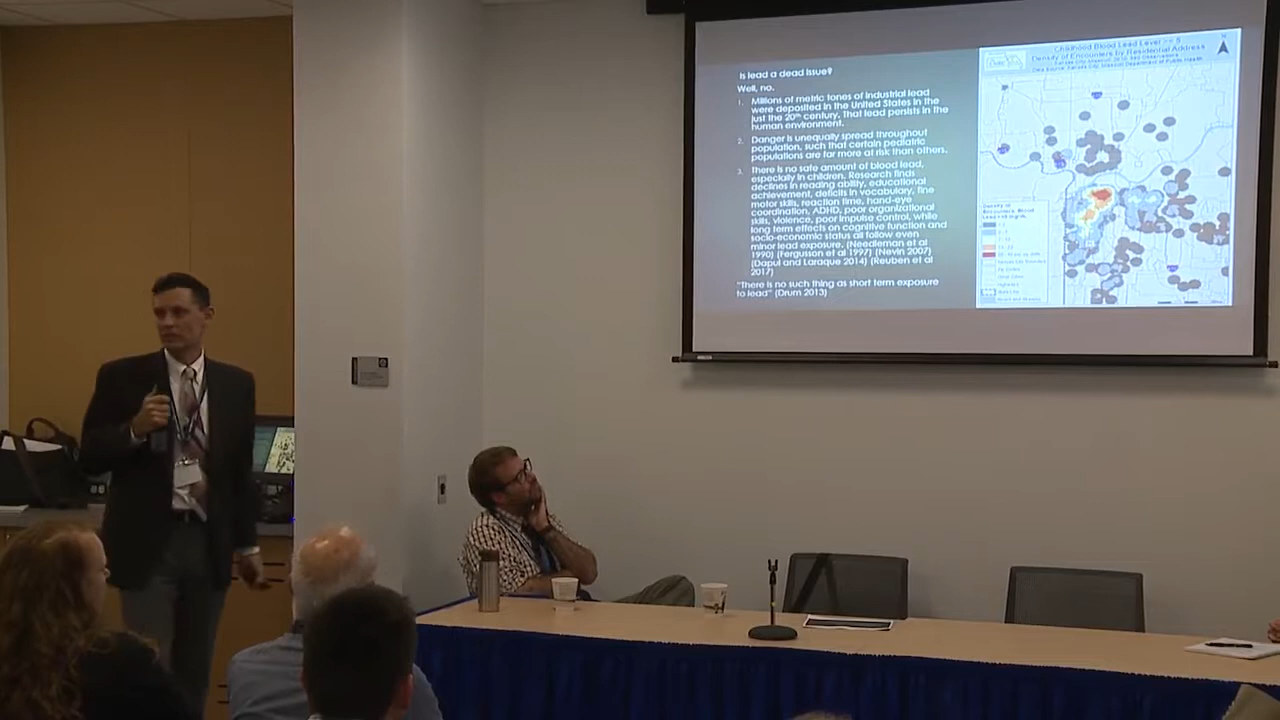 Is lead a dead issue?
Well, no.
1. Millions of metric tones of industrial lead
were deposited in the United States in the
just the 20th century. That lead persists in the
human environment.
2. Danger is unequally spread throughout
population, such that certain pediatric
populations are far more at risk than others.
3. There is no safe amount of blood lead,
especially in children. Research finds
declines in reading ability, educational
achievement, deficits in vocabulary, fine
motor skills, reaction time, hand-eye
coordination, ADHD, poor organizational
skills, violence, poor impulse control, while
long term effects on cognitive function and
socio-economic status all follow even
minor lead exposure. (Needleman et al
1990) (Fergusson et al 1997) (Nevin 2007)
(Dapul and Laraque 2014) (Reuben et al
2017)
"There is no such thing as short term exposure
to lead" (Drum 2013)
Childhood Blood Lead Level >= 5
Density of Encounters by Residential Address
N
Density of
Encounters, Blood